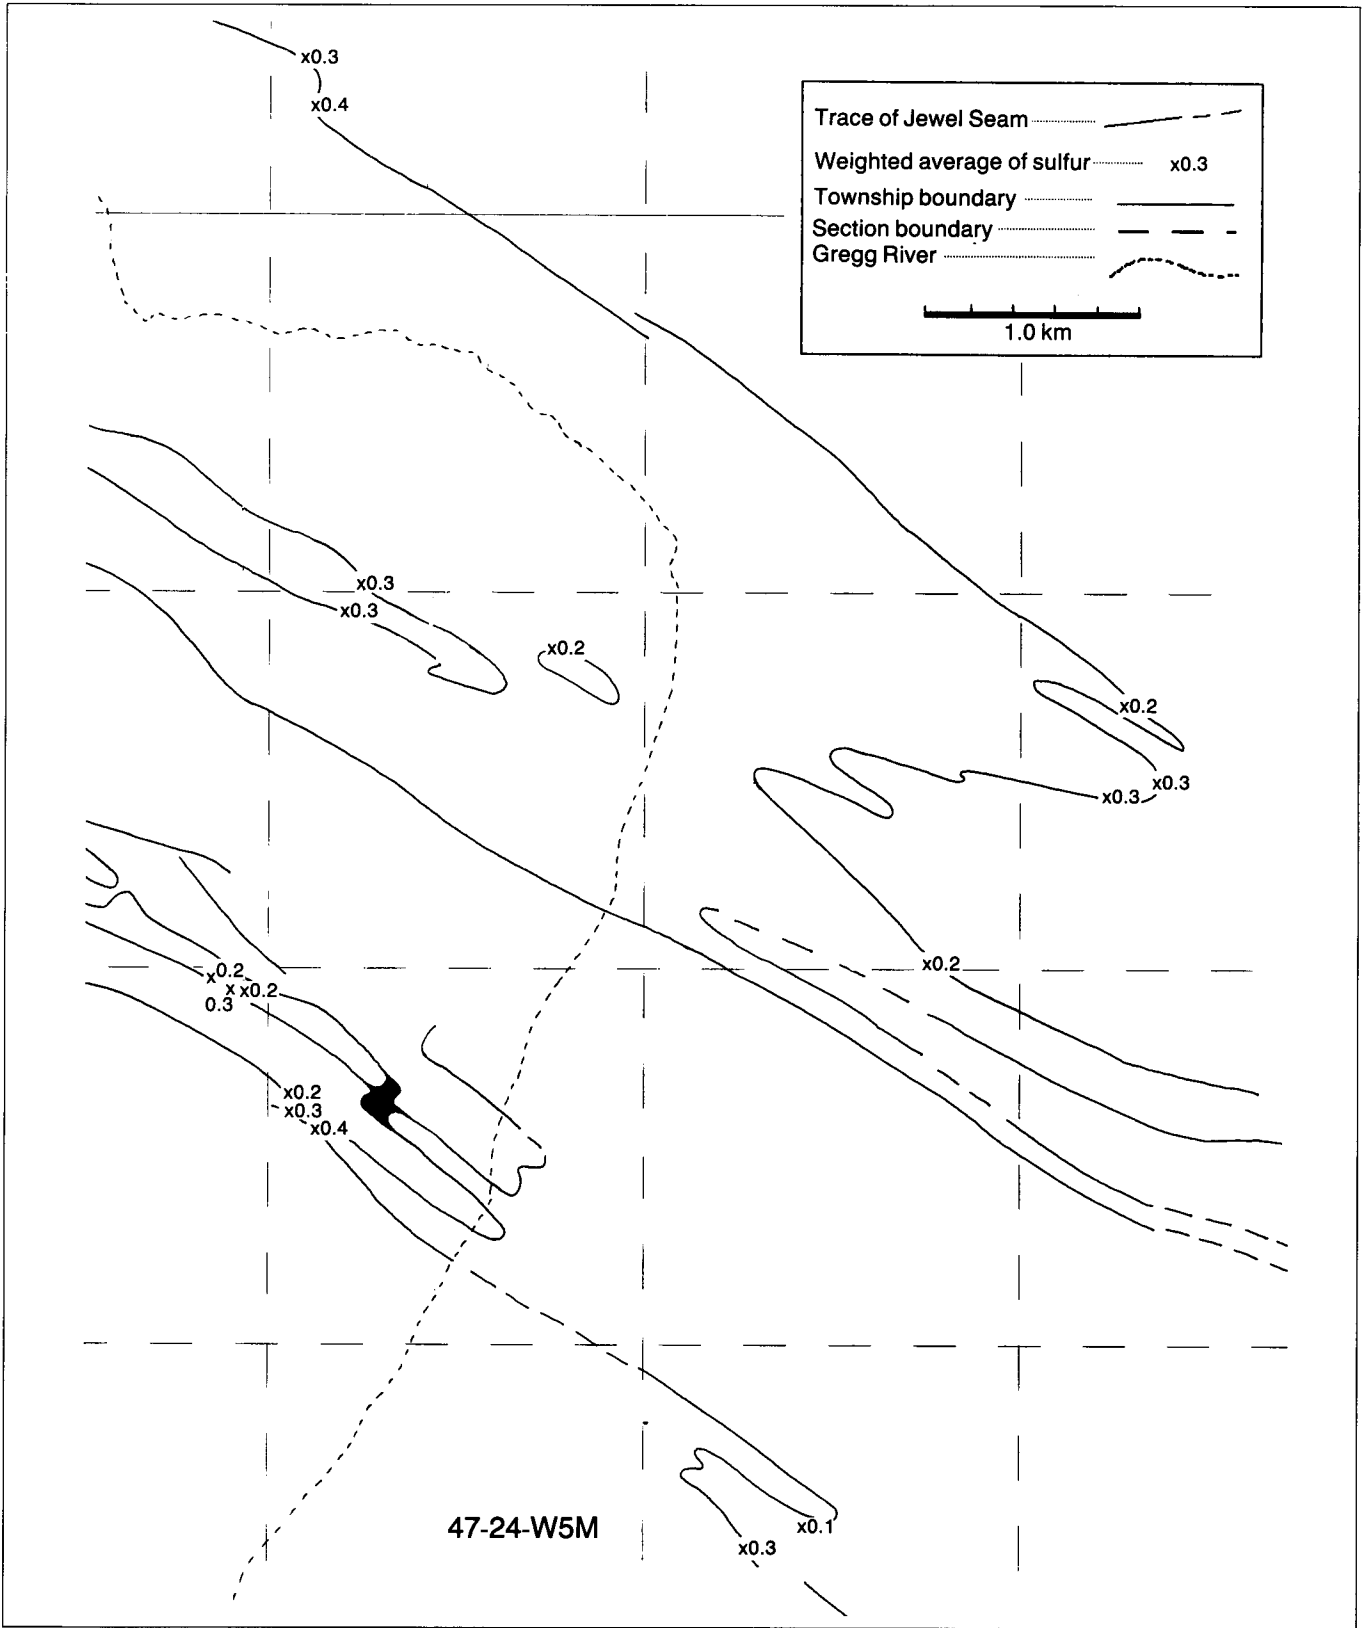 x0.3
x0.4
Trace of Jewel Seam
Weighted average of sulfur x0.3
Township boundary
Section boundary
Gregg River
1.0 km
x0.3
x0.3
x0.2
x0.2
x0.3
x0.3
x0.2
x0.2
x x0.2
0.3
x0.2
x0.3
x0.4
47-24-W5M
x0.1
x0.3